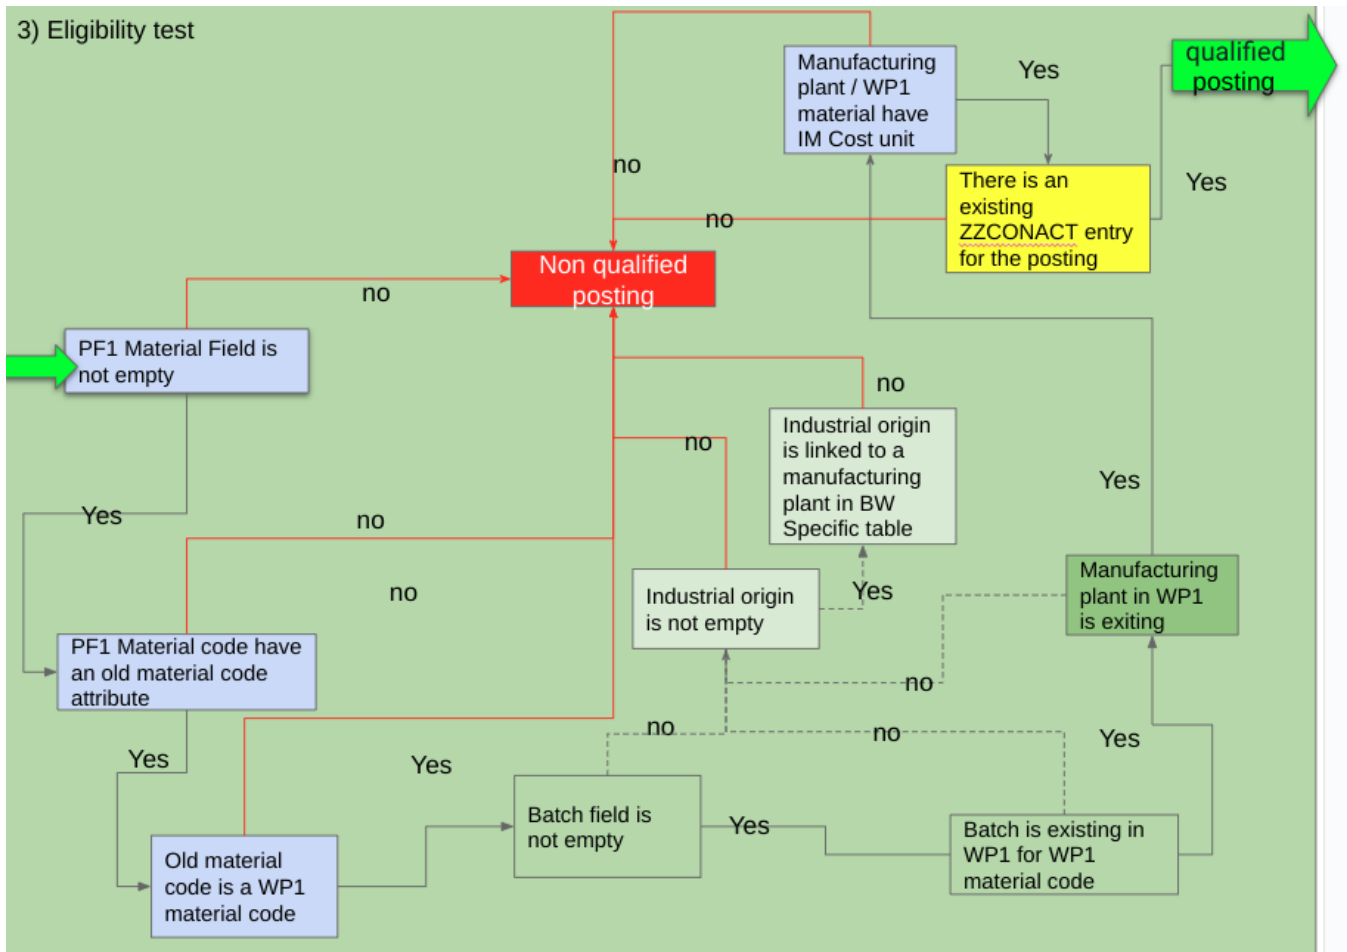 3) Eligibility test
Manufacturing
plant / WP1
material have
IM Cost unit
Yes
qualified
posting
no
There is an
existing
ZZCONACT entry
for the posting
Yes
no
Non qualified
posting
no
PF1 Material Field is
not empty
no
Industrial origin
is linked to a
manufacturing
plant in BW
Specific table
no
Yes
Yes
no
no
Industrial origin
is not empty
Yes
Manufacturing
plant in WP1
is exiting
PF1 Material code have
an old material code
attribute
no
no
no
Yes
Yes
Yes
Batch field is
not empty
Yes
Batch is existing in
WP1 for WP1
material code
Old material
code is a WP1
material code